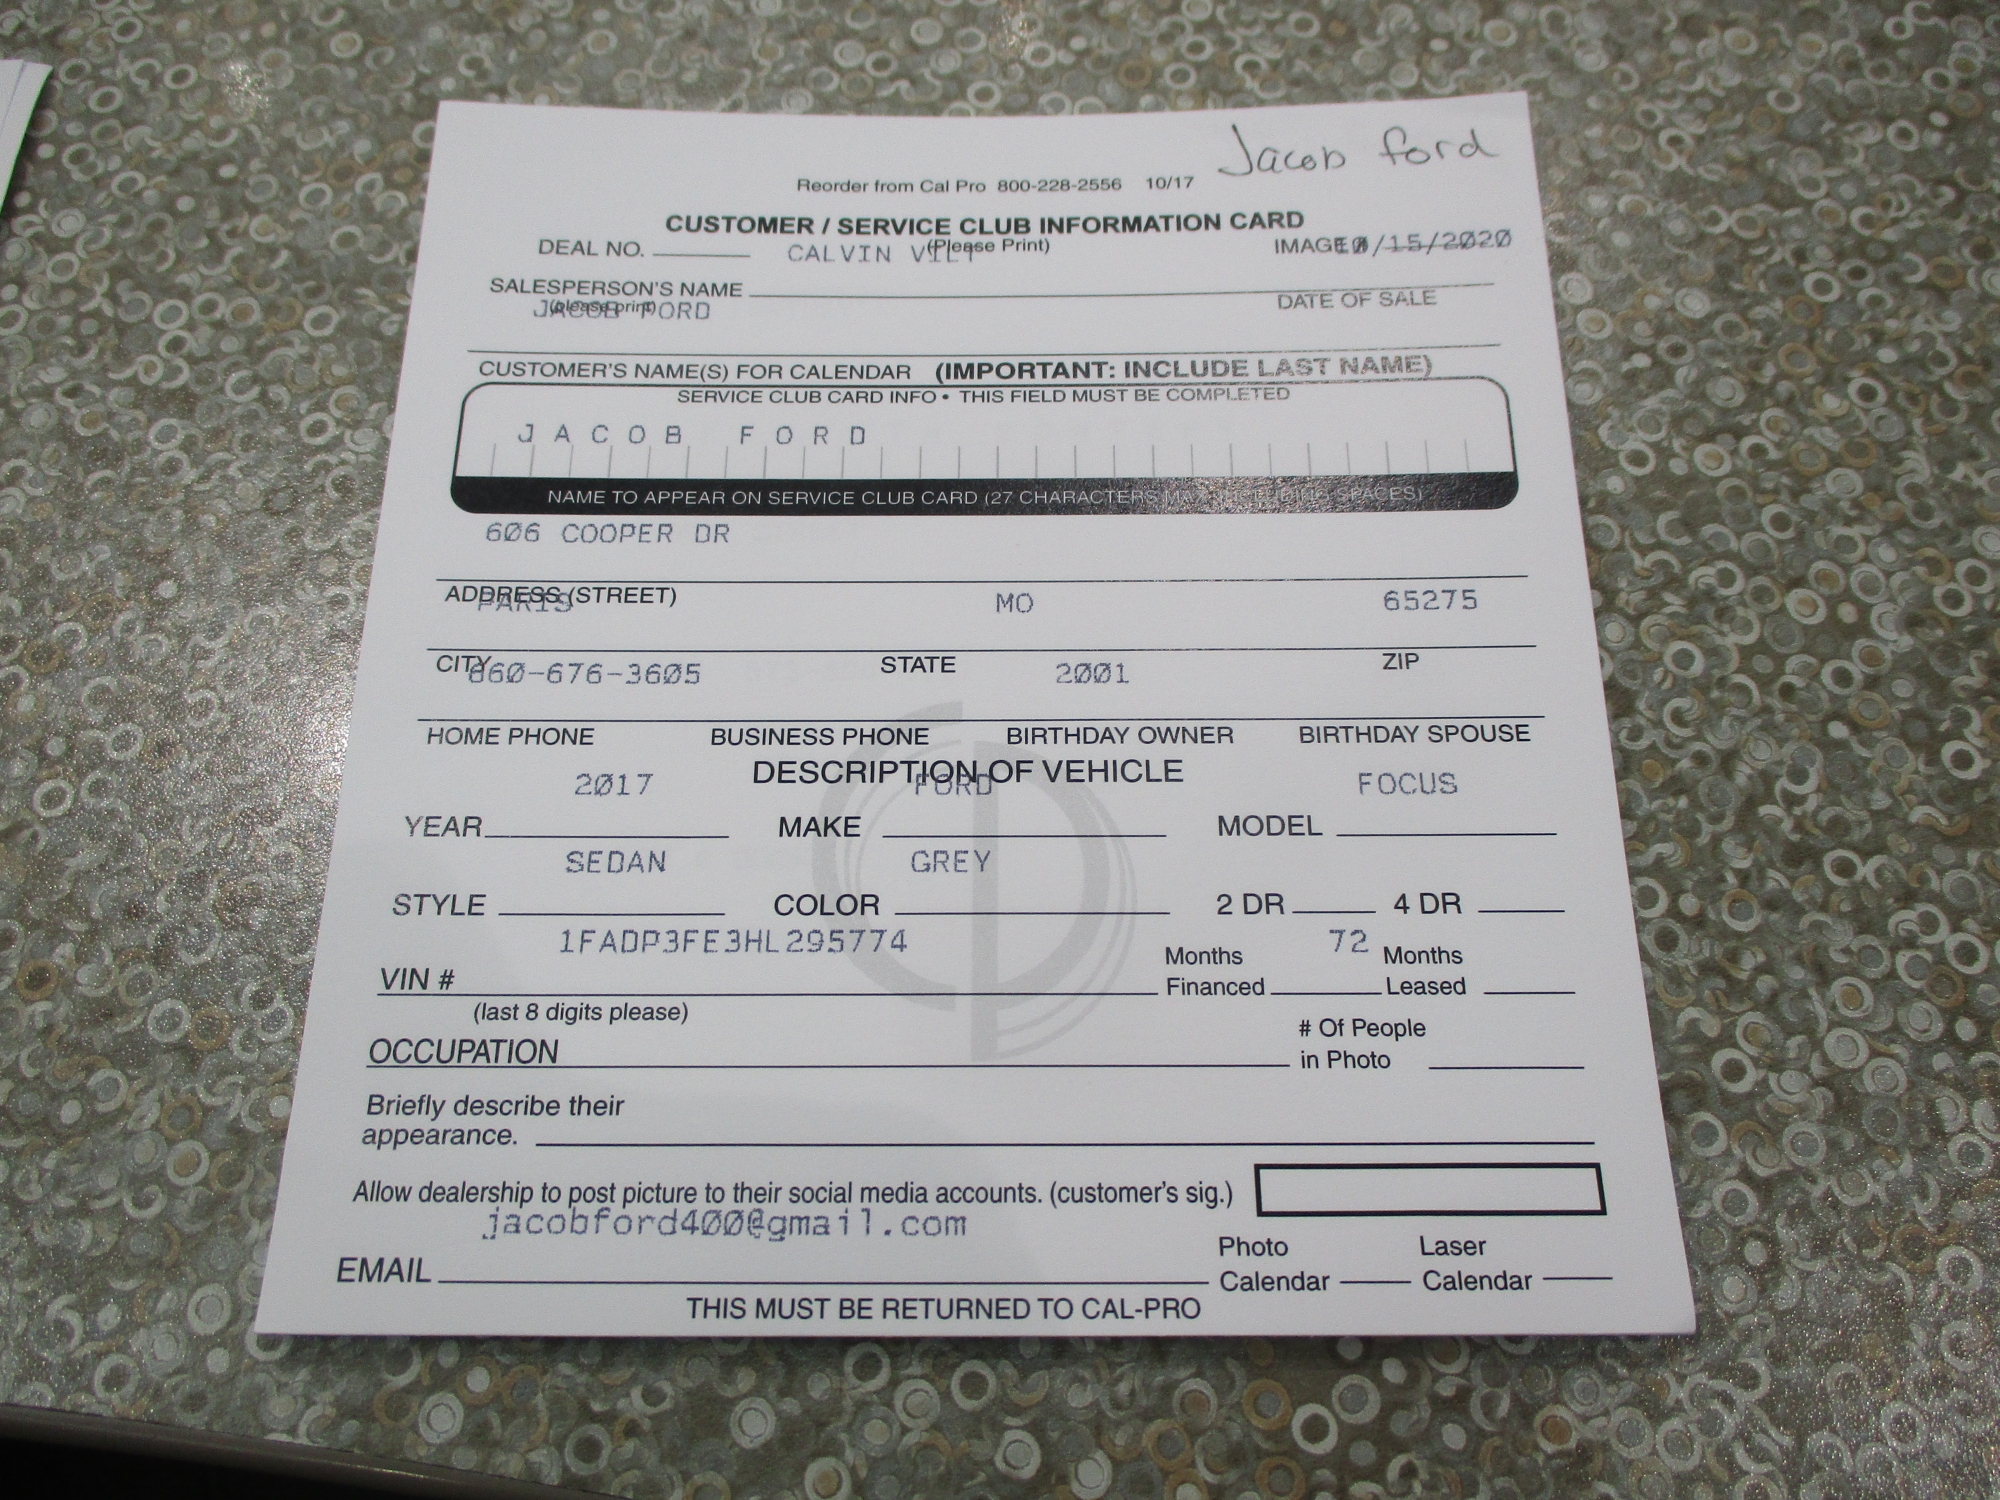 Jacob ford
Reorder from Cal Pro 800-228-2556 10/17
CUSTOMER / SERVICE CLUB INFORMATION CARD
(Please Print)
DEAL NO. CALVIN IMAGE # /15/2020
SALESPERSON'S NAME
(please print) DATE OF SALE
JACOB FORD
CUSTOMER'S NAME(S) FOR CALENDAR (IMPORTANT: INCLUDE LAST NAME)
SERVICE CLUB CARD INFO • THIS FIELD MUST BE COMPLETED
JACOB FORD
NAME TO APPEAR ON SERVICE CLUB CARD (27 CHARACTERS MAX INCLUDING SPACES)
606 COOPER DR
ADDRESS (STREET)
PARIS MO 65275
CITY STATE ZIP
660-676-3605 2001
HOME PHONE BUSINESS PHONE BIRTHDAY OWNER BIRTHDAY SPOUSE
DESCRIPTION OF VEHICLE
2017 FORD FOCUS
YEAR MAKE MODEL
SEDAN GREY
STYLE COLOR 2 DR 4 DR
1FADP3FE3HL295774 72
VIN # Months Financed Months Leased
(last 8 digits please)
OCCUPATION # Of People in Photo
Briefly describe their
appearance.
Allow dealership to post picture to their social media accounts. (customer's sig.)
jacobford400@gmail.com
EMAIL Photo Calendar Laser Calendar
THIS MUST BE RETURNED TO CAL-PRO